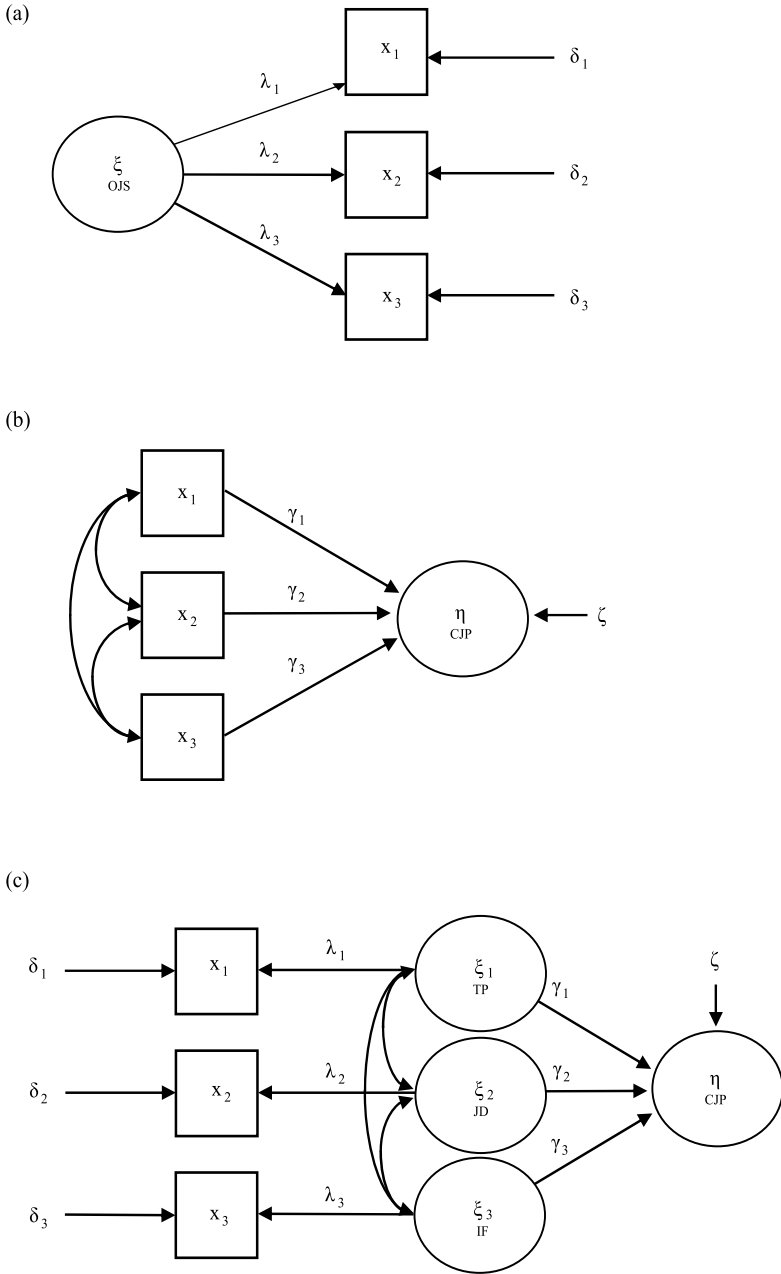 (a)
x1
δ1
λ1
ξ
OJS
λ2
x2
δ2
λ3
x3
δ3
(b)
x1
γ1
x2
γ2
η
CJP
ζ
γ3
x3
(c)
δ1
x1
λ1
ξ1
TP
γ1
ζ
δ2
x2
λ2
ξ2
JD
γ2
η
CJP
δ3
x3
λ3
ξ3
IF
γ3